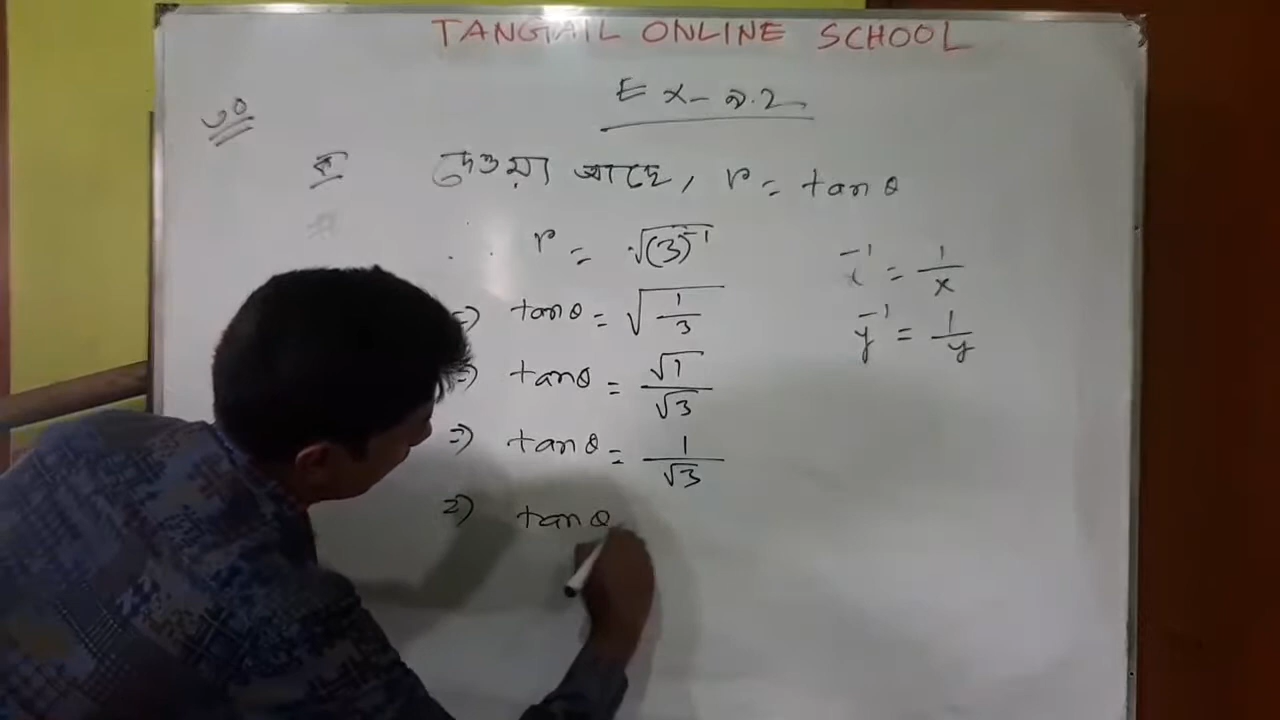 TANGAIL ONLINE SCHOOL
Ex- ৯.2
৩০
ক দেওয়া আছে, r = tan θ
∴ r = √(3)⁻¹
⇒ tanθ = √(1/3)
x⁻¹ = 1/x
⇒ tanθ = √1/√3
y⁻¹ = 1/y
⇒ tanθ = 1/√3
⇒ tanθ